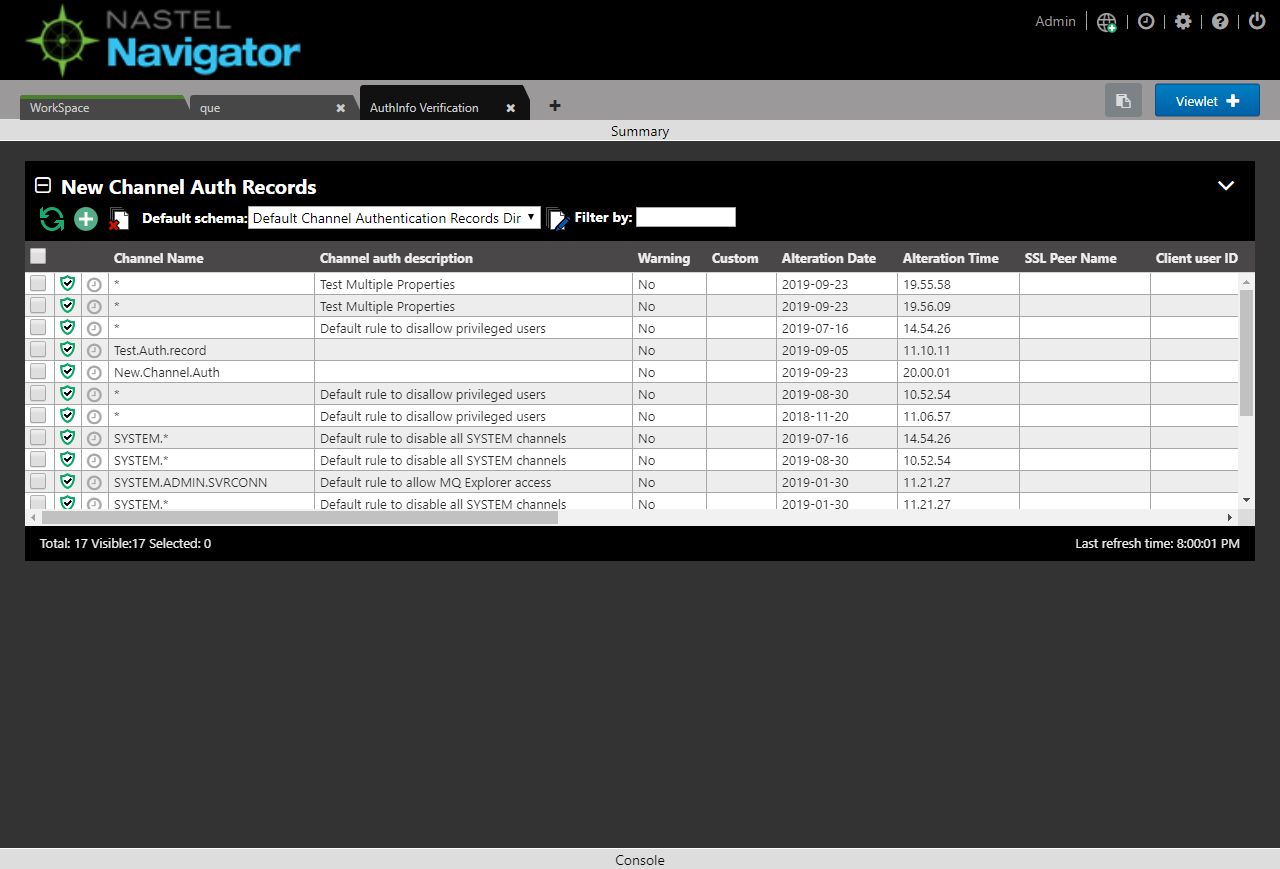 NASTEL
Navigator
Admin
WorkSpace
que
AuthInfo Verification
Viewlet
Summary
New Channel Auth Records
Default schema: Default Channel Authentication Records Dir Filter by:
Channel Name Channel auth description Warning Custom Alteration Date Alteration Time SSL Peer Name Client user ID
* Test Multiple Properties No 2019-09-23 19.55.58
* Test Multiple Properties No 2019-09-23 19.56.09
* Default rule to disallow privileged users No 2019-07-16 14.54.26
Test.Auth.record No 2019-09-05 11.10.11
New.Channel.Auth No 2019-09-23 20.00.01
* Default rule to disallow privileged users No 2019-08-30 10.52.54
* Default rule to disallow privileged users No 2018-11-20 11.06.57
SYSTEM.* Default rule to disable all SYSTEM channels No 2019-07-16 14.54.26
SYSTEM.* Default rule to disable all SYSTEM channels No 2019-08-30 10.52.54
SYSTEM.ADMIN.SVRCONN Default rule to allow MQ Explorer access No 2019-01-30 11.21.27
SYSTEM.* Default rule to disable all SYSTEM channels No 2019-01-30 11.21.27
Total: 17 Visible:17 Selected: 0
Last refresh time: 8:00:01 PM
Console